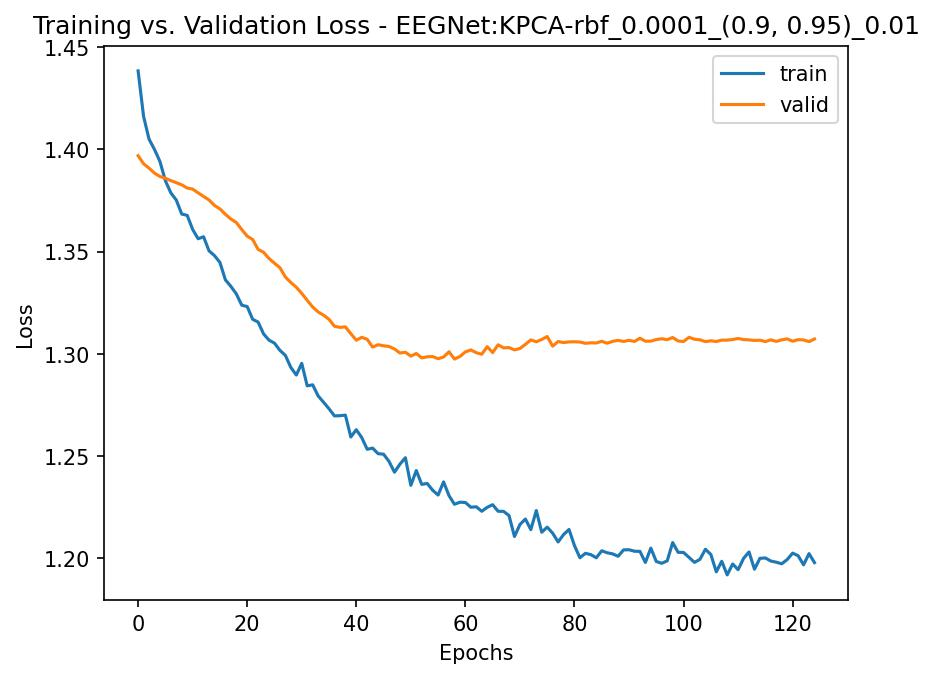 Training vs. Validation Loss - EEGNet:KPCA-rbf_0.0001_(0.9, 0.95)_0.01
train
valid
1.45
1.40
1.35
1.30
1.25
1.20
Loss
0
20
40
60
80
100
120
Epochs